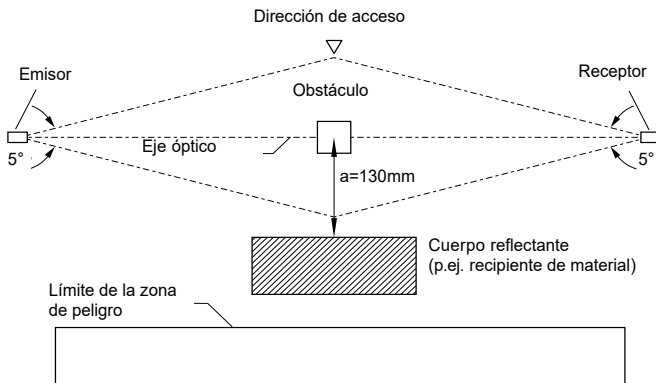 Dirección de acceso
Emisor
Receptor
Obstáculo
Eje óptico
5°
5°
a=130mm
Cuerpo reflectante
(p.ej. recipiente de material)
Límite de la zona
de peligro